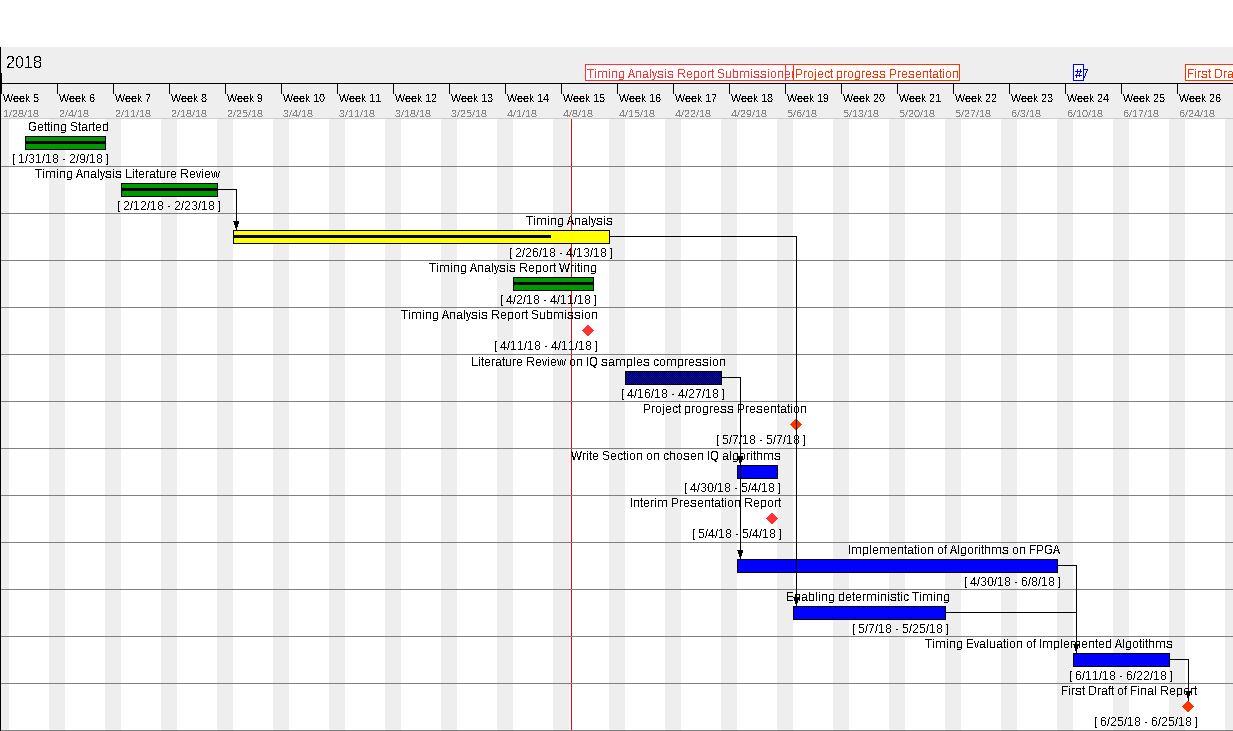 2018
Timing Analysis Report Submissione
Project progress Presentation
#7
First Dra
Week 5 Week 6 Week 7 Week 8 Week 9 Week 10 Week 11 Week 12 Week 13 Week 14 Week 15 Week 16 Week 17 Week 18 Week 19 Week 20 Week 21 Week 22 Week 23 Week 24 Week 25 Week 26
1/28/18 2/4/18 2/11/18 2/18/18 2/25/18 3/4/18 3/11/18 3/18/18 3/25/18 4/1/18 4/8/18 4/15/18 4/22/18 4/29/18 5/6/18 5/13/18 5/20/18 5/27/18 6/3/18 6/10/18 6/17/18 6/24/18
Getting Started
[ 1/31/18 - 2/9/18 ]
Timing Analysis Literature Review
[ 2/12/18 - 2/23/18 ]
Timing Analysis
[ 2/26/18 - 4/13/18 ]
Timing Analysis Report Writing
[ 4/2/18 - 4/11/18 ]
Timing Analysis Report Submission
[ 4/11/18 - 4/11/18 ]
Literature Review on IQ samples compression
[ 4/16/18 - 4/27/18 ]
Project progress Presentation
[ 5/7/18 - 5/7/18 ]
Write Section on chosen IQ algorithms
[ 4/30/18 - 5/4/18 ]
Interim Presentation Report
[ 5/4/18 - 5/4/18 ]
Implementation of Algorithms on FPGA
[ 4/30/18 - 6/8/18 ]
Enabling deterministic Timing
[ 5/7/18 - 5/25/18 ]
Timing Evaluation of Implemented Algotithms
[ 6/11/18 - 6/22/18 ]
First Draft of Final Report
[ 6/25/18 - 6/25/18 ]